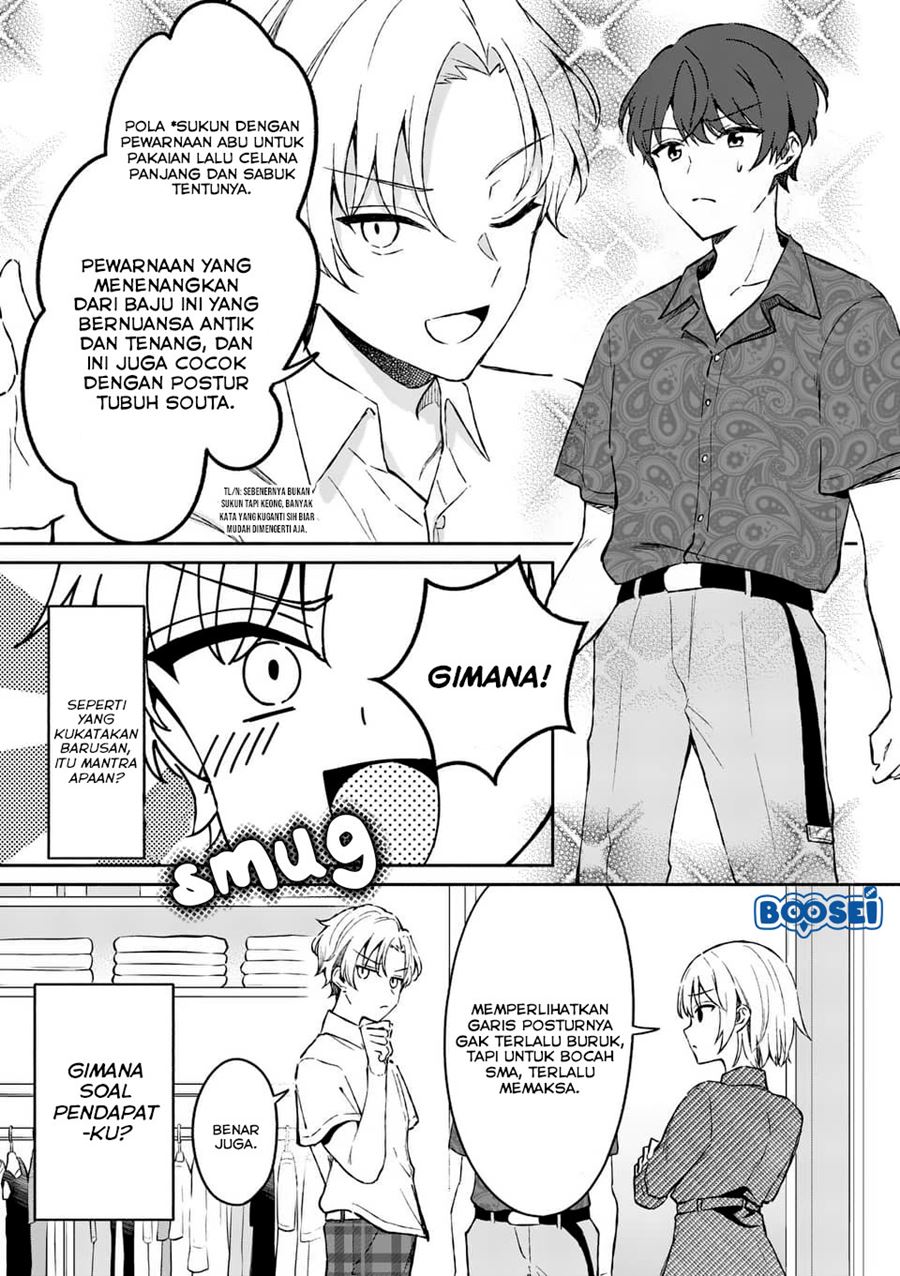 POLA *SUKUN DENGAN
PEWARNAAN ABU UNTUK
PAKAIAN LALU CELANA
PANJANG DAN SABUK
TENTUNYA.
PEWARNAAN YANG
MENENANGKAN
DARI BAJU INI YANG
BERNUANSA ANTIK
DAN TENANG, DAN
INI JUGA COCOK
DENGAN POSTUR
TUBUH SOUTA.
TL/N: SEBENERNYA BUKAN
SUKUN TAPI KEONG, BANYAK
KATA YANG KUGANTI SIH BIAR
MUDAH DIMENGERTI AJA.
GIMANA!
SEPERTI
YANG
KUKATAKAN
BARUSAN,
ITU MANTRA
APAAN?
smug
BOOSEI
MEMPERLIHATKAN
GARIS POSTURNYA
GAK TERLALU BURUK,
TAPI UNTUK BOCAH
SMA, TERLALU
MEMAKSA.
BENAR
JUGA.
GIMANA
SOAL
PENDAPAT
-KU?